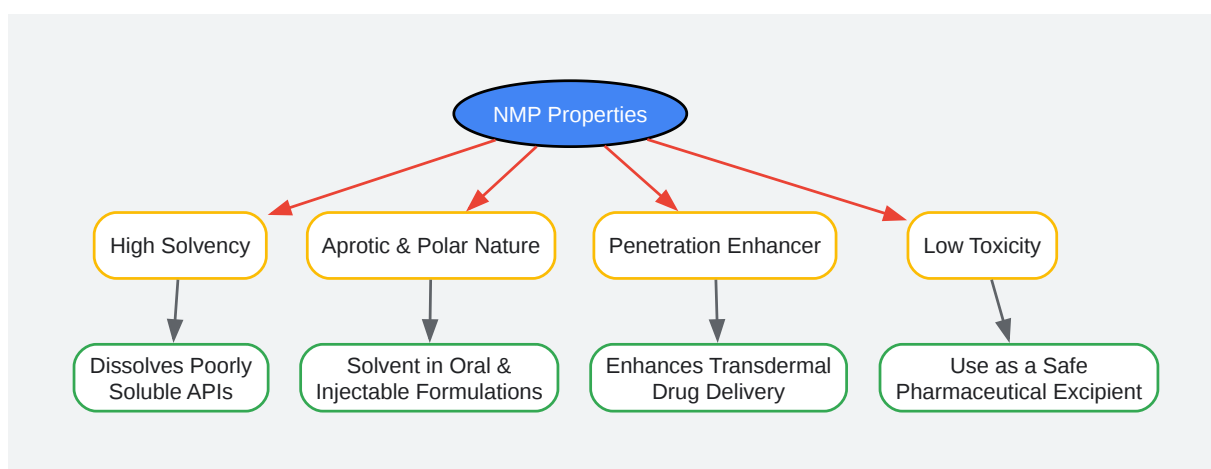 NMP Properties
High Solvency
Aprotic & Polar Nature
Penetration Enhancer
Low Toxicity
Dissolves Poorly
Soluble APIs
Solvent in Oral &
Injectable Formulations
Enhances Transdermal
Drug Delivery
Use as a Safe
Pharmaceutical Excipient